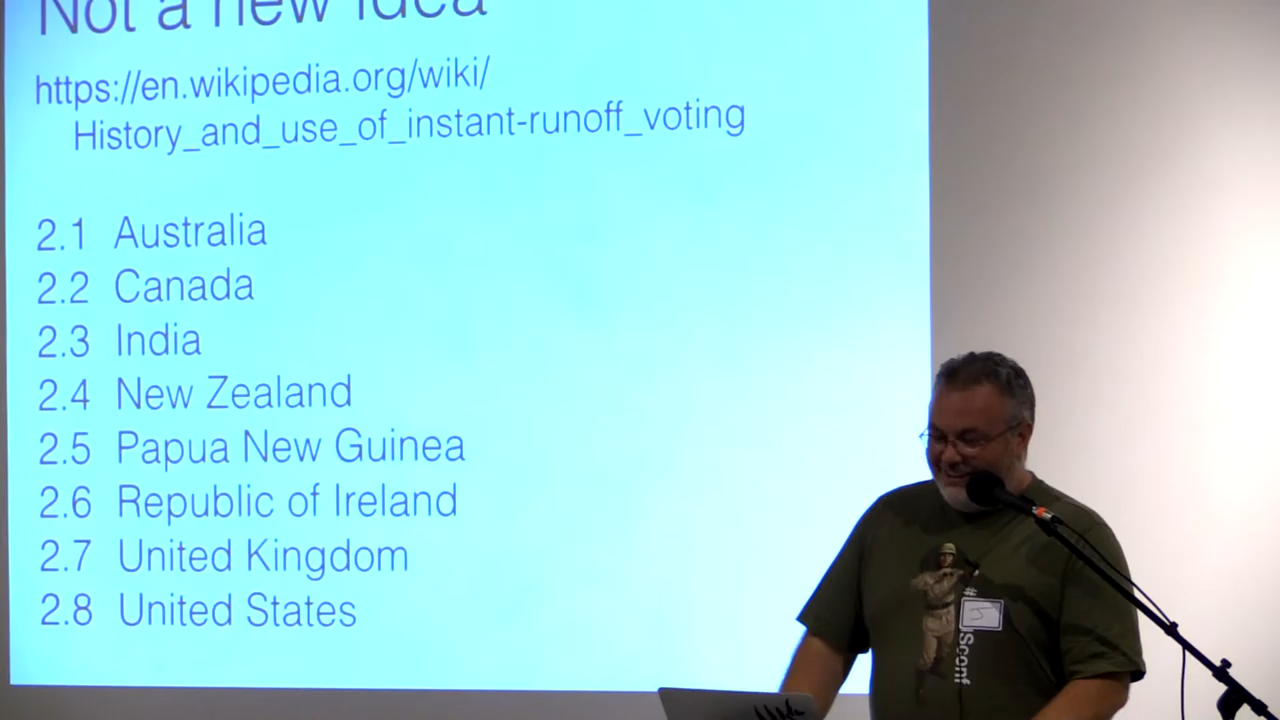 Not a new idea
https://en.wikipedia.org/wiki/
History_and_use_of_instant-runoff_voting
2.1 Australia
2.2 Canada
2.3 India
2.4 New Zealand
2.5 Papua New Guinea
2.6 Republic of Ireland
2.7 United Kingdom
2.8 United States